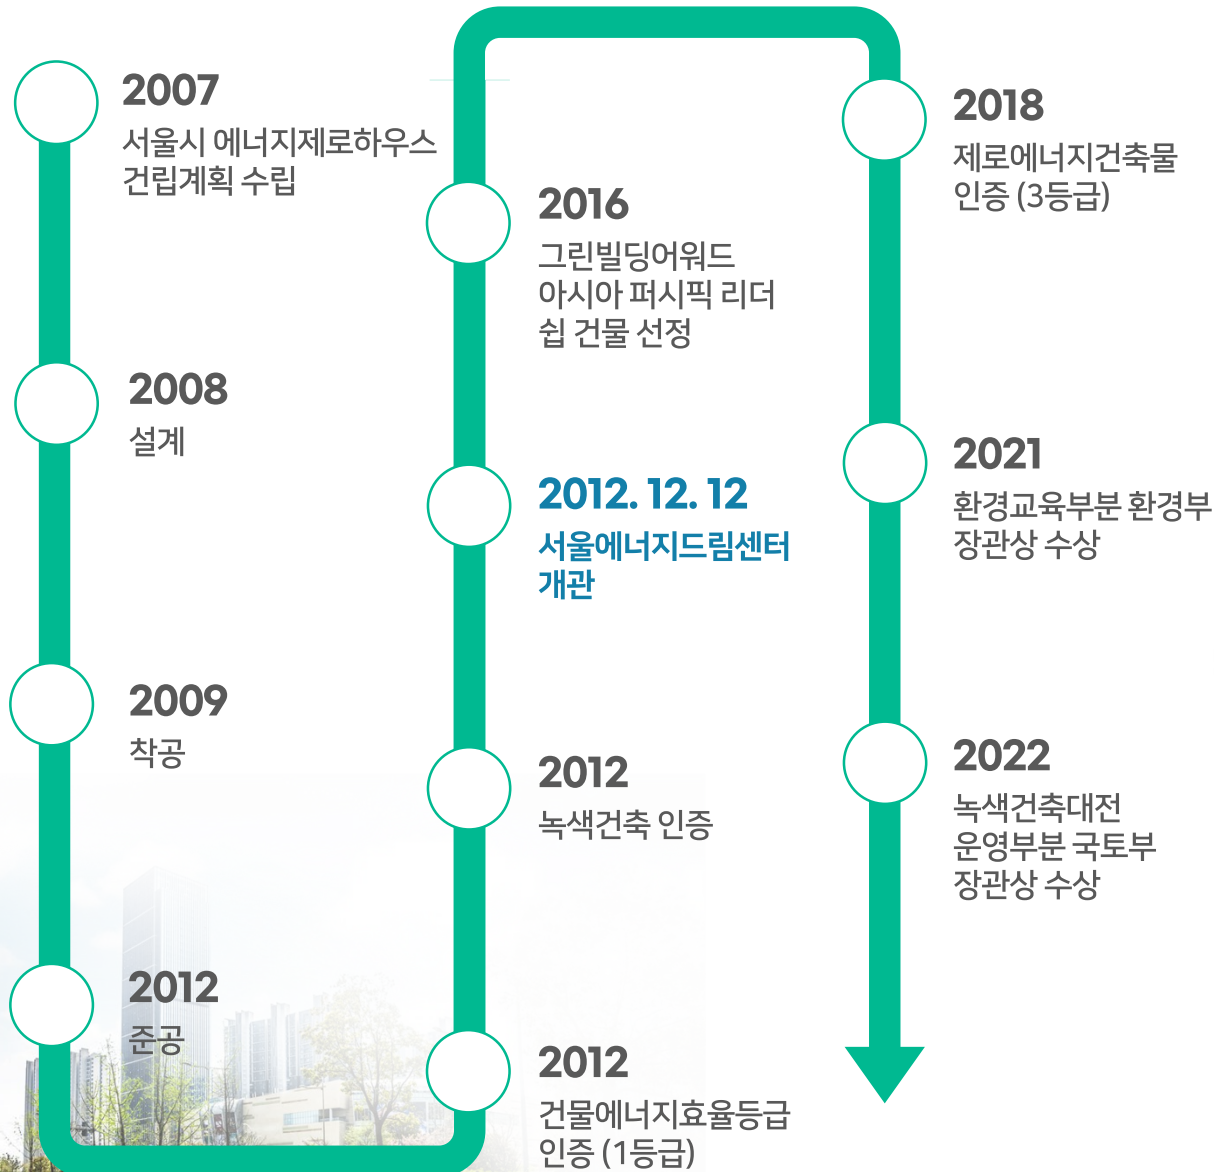 2007
서울시 에너지제로하우스
건립계획 수립
2008
설계
2009
착공
2012
준공
2016
그린빌딩어워드
아시아 퍼시픽 리더
쉽 건물 선정
2012. 12. 12
서울에너지드림센터
개관
2012
녹색건축 인증
2012
건물에너지효율등급
인증 (1등급)
2018
제로에너지건축물
인증 (3등급)
2021
환경교육부분 환경부
장관상 수상
2022
녹색건축대전
운영부분 국토부
장관상 수상